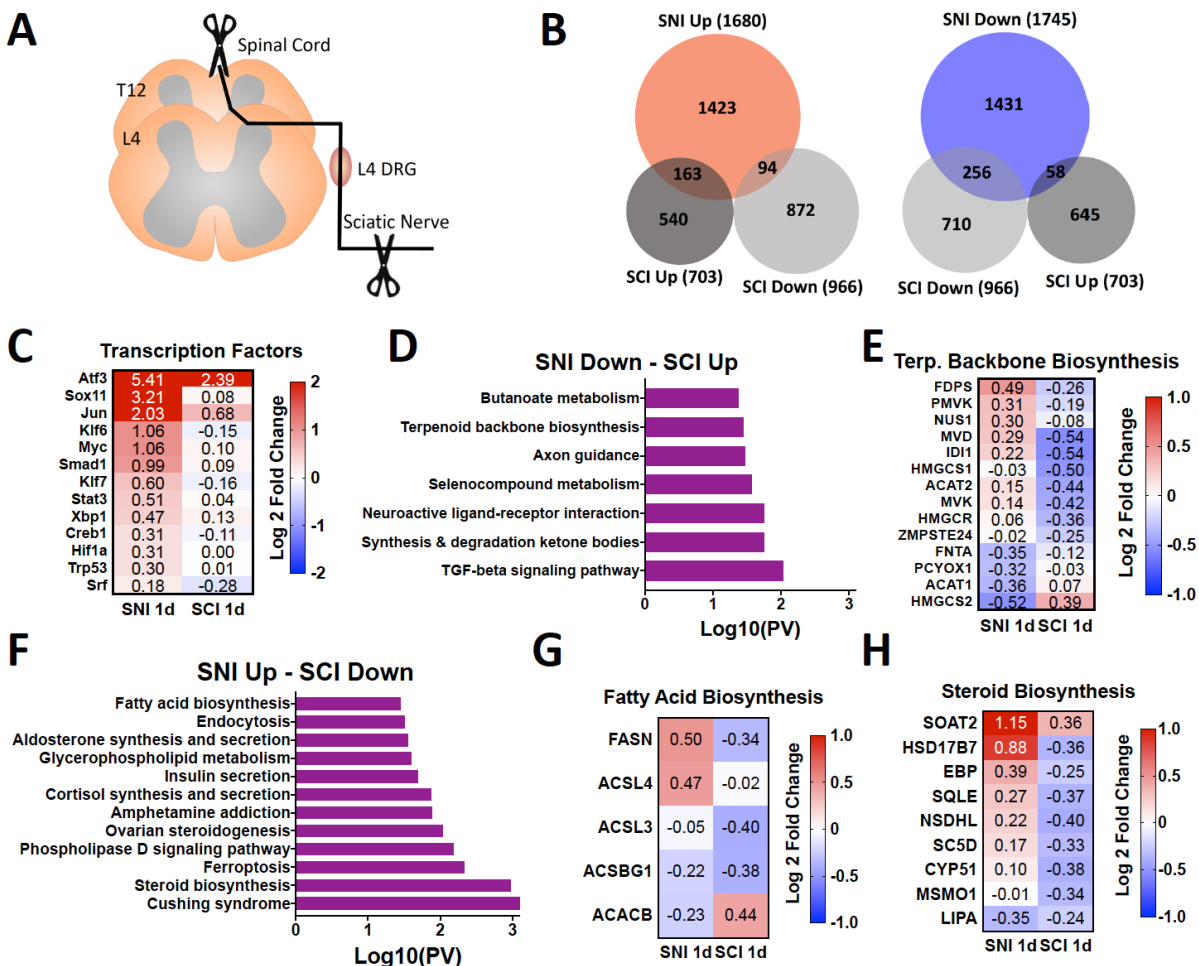 A
Spinal Cord
T12
L4
L4 DRG
Sciatic Nerve
B
SNI Up (1680)
1423
163
94
540
872
SCI Up (703)
SCI Down (966)
SNI Down (1745)
1431
256
58
710
645
SCI Down (966)
SCI Up (703)
C
Transcription Factors
Atf3 5.41 2.39
Sox11 3.21 0.08
Jun 2.03 0.68
Klf6 1.06 -0.15
Myc 1.06 0.10
Smad1 0.99 0.09
Klf7 0.60 -0.16
Stat3 0.51 0.04
Xbp1 0.47 0.13
Creb1 0.31 -0.11
Hif1a 0.31 0.00
Trp53 0.30 0.01
Srf 0.18 -0.28
SNI 1d SCI 1d
2
1
0
-1
-2
Log 2 Fold Change
D
SNI Down - SCI Up
Butanoate metabolism
Terpenoid backbone biosynthesis
Axon guidance
Selenocompound metabolism
Neuroactive ligand-receptor interaction
Synthesis & degradation ketone bodies
TGF-beta signaling pathway
0 1 2 3
Log10(PV)
E
Terp. Backbone Biosynthesis
FDPS 0.49 -0.26
PMVK 0.31 -0.19
NUS1 0.30 -0.08
MVD 0.29 -0.54
IDI1 0.22 -0.54
HMGCS1 -0.03 -0.50
ACAT2 0.15 -0.44
MVK 0.14 -0.42
HMGCR 0.06 -0.36
ZMPSTE24 -0.02 -0.25
FNTA -0.35 -0.12
PCYOX1 -0.32 -0.03
ACAT1 -0.36 0.07
HMGCS2 -0.52 0.39
SNI 1d SCI 1d
1.0
0.5
0
-0.5
-1.0
Log 2 Fold Change
F
SNI Up - SCI Down
Fatty acid biosynthesis
Endocytosis
Aldosterone synthesis and secretion
Glycerophospholipid metabolism
Insulin secretion
Cortisol synthesis and secretion
Amphetamine addiction
Ovarian steroidogenesis
Phospholipase D signaling pathway
Ferroptosis
Steroid biosynthesis
Cushing syndrome
0 1 2 3
Log10(PV)
G
Fatty Acid Biosynthesis
FASN 0.50 -0.34
ACSL4 0.47 -0.02
ACSL3 -0.05 -0.40
ACSBG1 -0.22 -0.38
ACACB -0.23 0.44
SNI 1d SCI 1d
1.0
0.5
0
-0.5
-1.0
Log 2 Fold Change
H
Steroid Biosynthesis
SOAT2 1.15 0.36
HSD17B7 0.88 -0.36
EBP 0.39 -0.25
SQLE 0.27 -0.37
NSDHL 0.22 -0.40
SC5D 0.17 -0.33
CYP51 0.10 -0.38
MSMO1 -0.01 -0.34
LIPA -0.35 -0.24
SNI 1d SCI 1d
1.0
0.5
0
-0.5
-1.0
Log 2 Fold Change